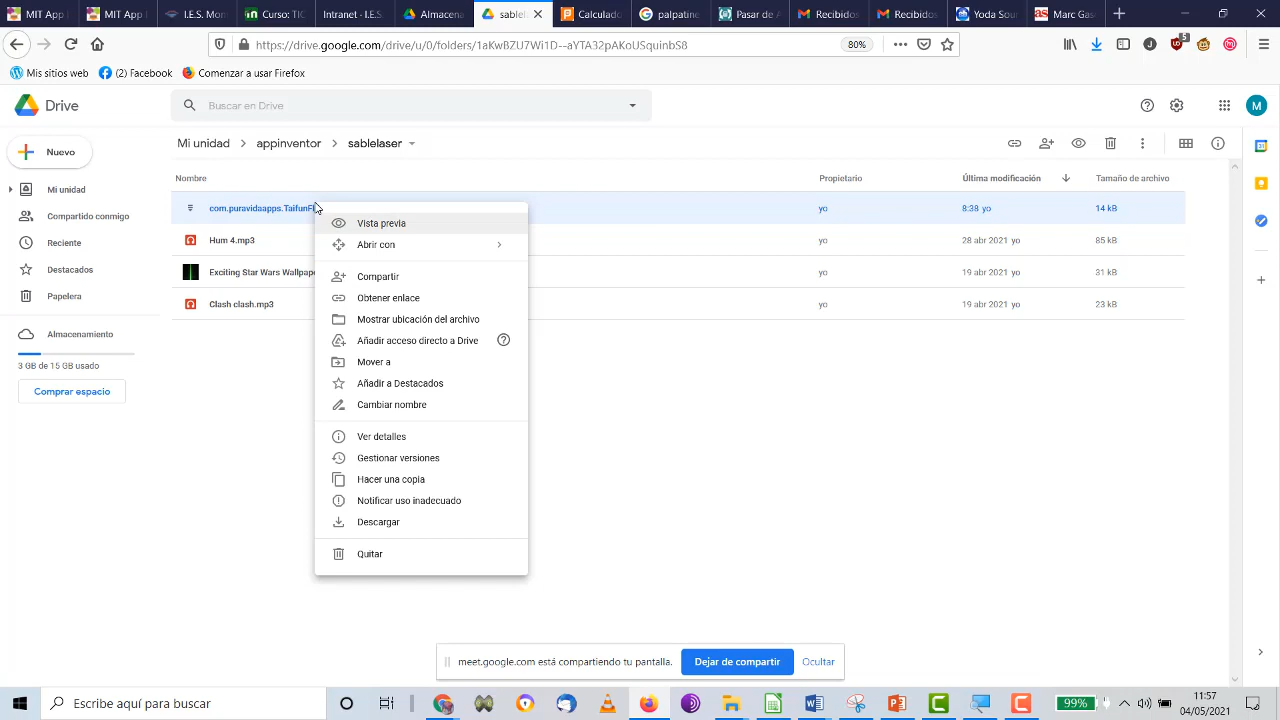 MIT App I
MIT App I
I.E.S.
Curso: TIC
Internet - I.E.S.
Almacena
sablela
Calculado
palpatine
Pasar de A
Recibidos
Recibidos
Yoda Sour
Marc Gas
https://drive.google.com/drive/u/0/folders/1aKwBZU7Wi1D--aYTA32pAKoUSquinbS8
80%
5
Mis sitios web
(2) Facebook
Comenzar a usar Firefox
Drive
Buscar en Drive
M
Nuevo
Mi unidad
appinventor
sablelaser
Mi unidad
Compartido conmigo
Reciente
Destacados
Papelera
Almacenamiento
3 GB de 15 GB usado
Comprar espacio
Nombre
Propietario
Última modificación
Tamaño de archivo
com.puravidaapps.TaifunFl
yo
8:38 yo
14 kB
Hum 4.mp3
yo
28 abr 2021 yo
85 kB
Exciting Star Wars Wallpape
yo
19 abr 2021 yo
31 kB
Clash clash.mp3
yo
19 abr 2021 yo
23 kB
Vista previa
Abrir con
Compartir
Obtener enlace
Mostrar ubicación del archivo
Añadir acceso directo a Drive
Mover a
Añadir a Destacados
Cambiar nombre
Ver detalles
Gestionar versiones
Hacer una copia
Notificar uso inadecuado
Descargar
Quitar
meet.google.com está compartiendo tu pantalla.
Dejar de compartir
Ocultar
Escribe aquí para buscar
99%
11:57
04/05/2021